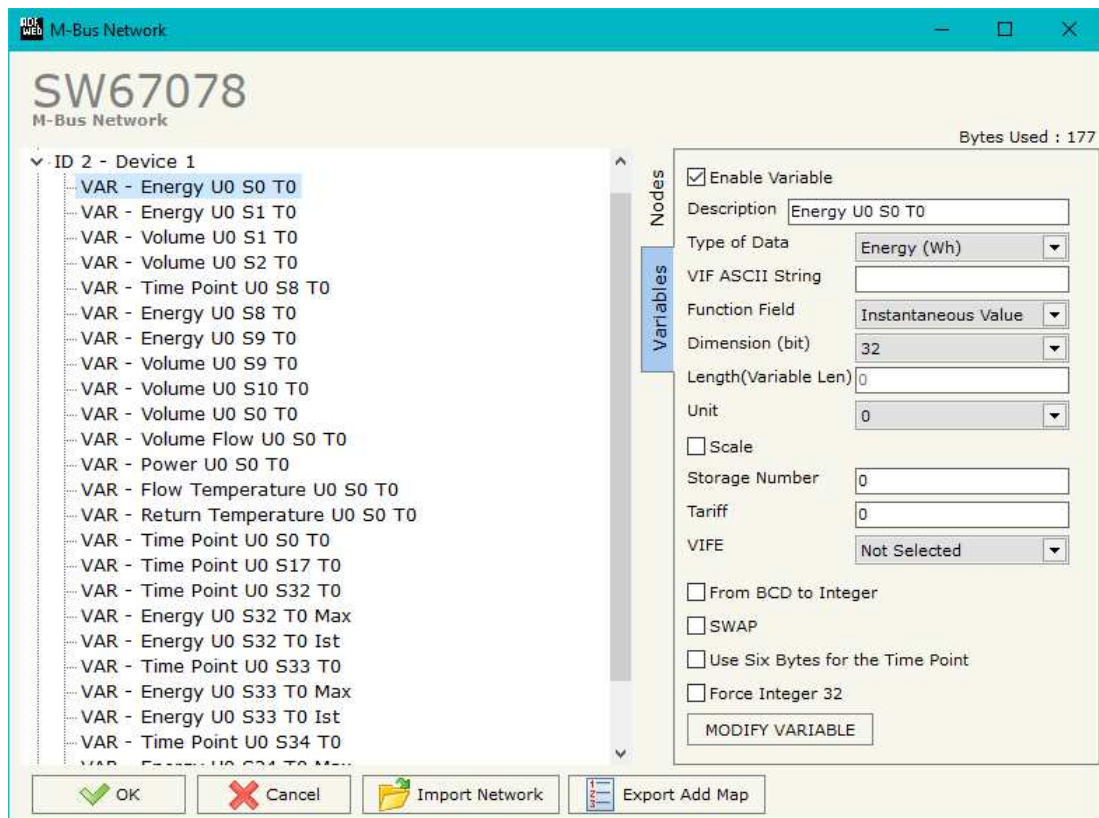 ADF
WEB
M-Bus Network
SW67078
M-Bus Network
Bytes Used : 177
ID 2 - Device 1
VAR - Energy U0 S0 T0
VAR - Energy U0 S1 T0
VAR - Volume U0 S1 T0
VAR - Volume U0 S2 T0
VAR - Time Point U0 S8 T0
VAR - Energy U0 S8 T0
VAR - Energy U0 S9 T0
VAR - Volume U0 S9 T0
VAR - Volume U0 S10 T0
VAR - Volume U0 S0 T0
VAR - Volume Flow U0 S0 T0
VAR - Power U0 S0 T0
VAR - Flow Temperature U0 S0 T0
VAR - Return Temperature U0 S0 T0
VAR - Time Point U0 S0 T0
VAR - Time Point U0 S17 T0
VAR - Time Point U0 S32 T0
VAR - Energy U0 S32 T0 Max
VAR - Energy U0 S32 T0 Ist
VAR - Time Point U0 S33 T0
VAR - Energy U0 S33 T0 Max
VAR - Energy U0 S33 T0 Ist
VAR - Time Point U0 S34 T0
VAR - Energy U0 S34 T0 Max
Nodes
Variables
Enable Variable
Description Energy U0 S0 T0
Type of Data Energy (Wh)
VIF ASCII String
Function Field Instantaneous Value
Dimension (bit) 32
Length(Variable Len) 0
Unit 0
Scale
Storage Number 0
Tariff 0
VIFE Not Selected
From BCD to Integer
SWAP
Use Six Bytes for the Time Point
Force Integer 32
MODIFY VARIABLE
OK Cancel Import Network Export Add Map